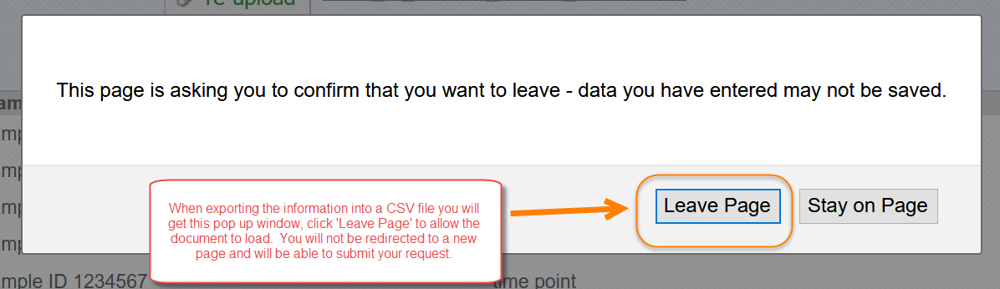 re-upload
This page is asking you to confirm that you want to leave - data you have entered may not be saved.
Leave Page
Stay on Page
When exporting the information into a CSV file you will
get this pop up window, click 'Leave Page' to allow the
document to load.  You will not be redirected to a new
page and will be able to submit your request.
mple ID 1234567
time point